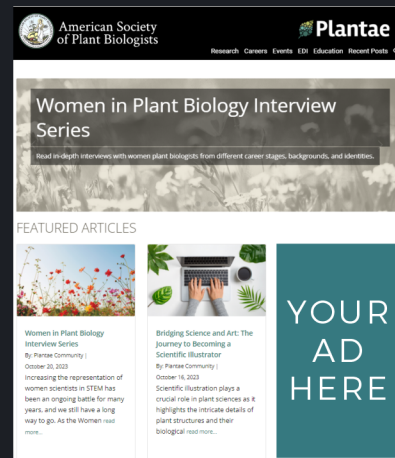 American Society
of Plant Biologists
Plantae
Research Careers Events EDI Education Recent Posts
Women in Plant Biology Interview
Series
Read in-depth interviews with women plant biologists from different career stages, backgrounds, and identities.
FEATURED ARTICLES
Women in Plant Biology
Interview Series
By: Plantae Community |
October 20, 2023
Increasing the representation of
women scientists in STEM has
been an ongoing battle for many
years, and we still have a long
way to go. As the Women read
more...
Bridging Science and Art: The
Journey to Becoming a
Scientific Illustrator
By: Plantae Community |
October 16, 2023
Scientific illustration plays a
crucial role in plant sciences as it
highlights the intricate details of
plant structures and their
biological read more...
YOUR
AD
HERE